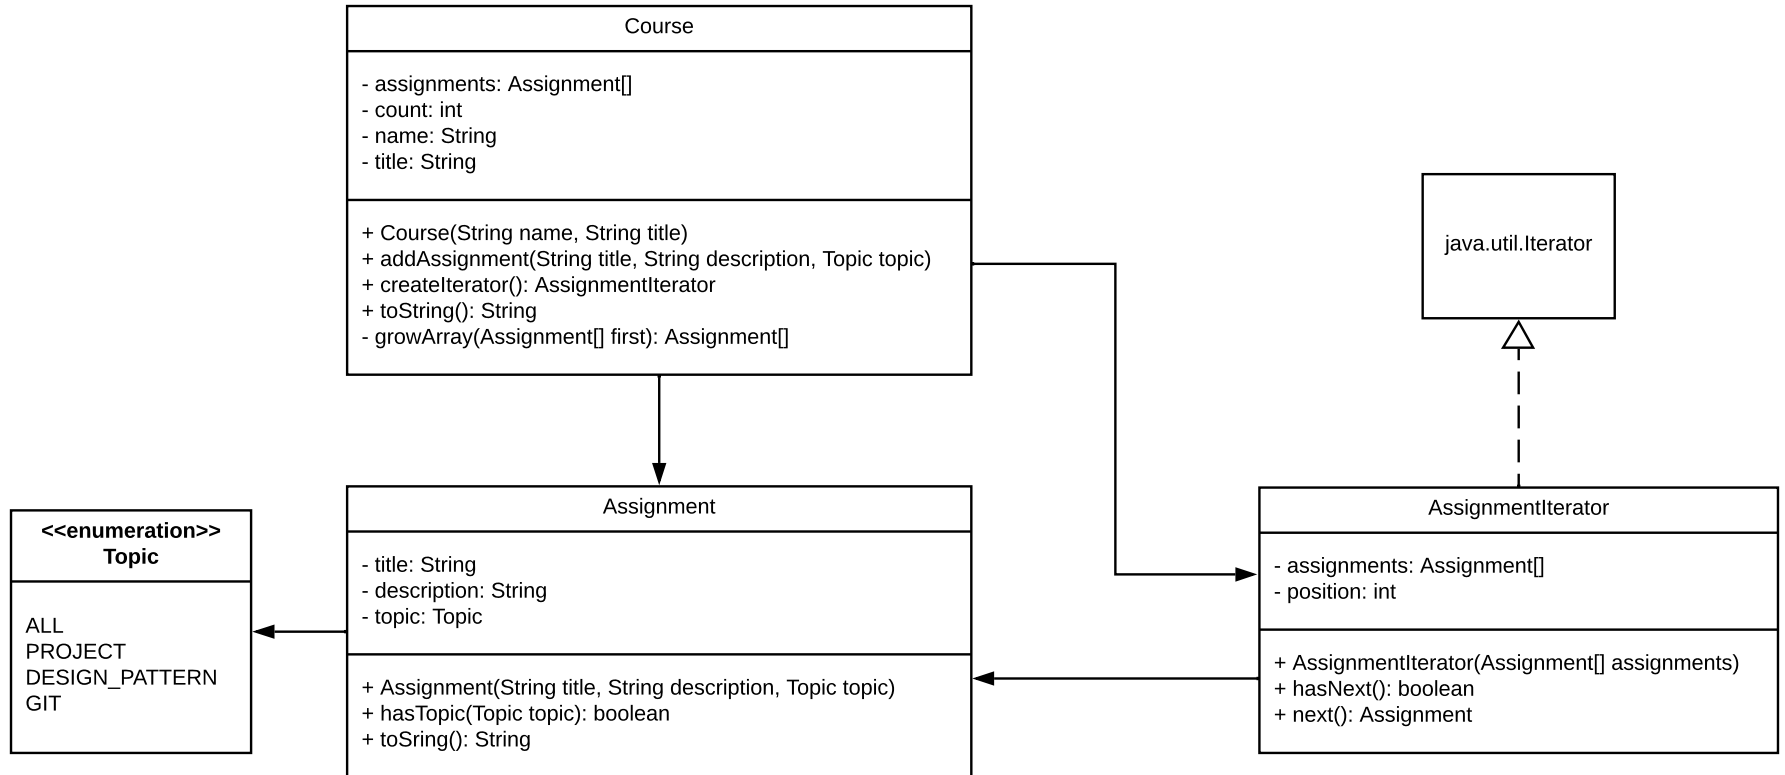 Course
- assignments: Assignment[]
- count: int
- name: String
- title: String
+ Course(String name, String title)
+ addAssignment(String title, String description, Topic topic)
+ createIterator(): AssignmentIterator
+ toString(): String
- growArray(Assignment[] first): Assignment[]
java.util.Iterator
<<enumeration>>
Topic
ALL
PROJECT
DESIGN_PATTERN
GIT
Assignment
- title: String
- description: String
- topic: Topic
+ Assignment(String title, String description, Topic topic)
+ hasTopic(Topic topic): boolean
+ toSring(): String
AssignmentIterator
- assignments: Assignment[]
- position: int
+ AssignmentIterator(Assignment[] assignments)
+ hasNext(): boolean
+ next(): Assignment